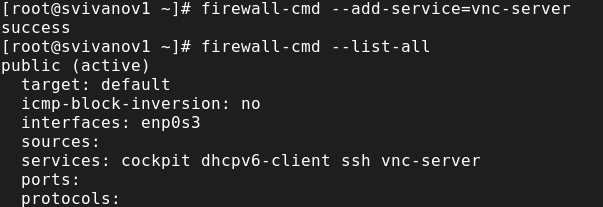 [root@svivanov1 ~]# firewall-cmd --add-service=vnc-server
success
[root@svivanov1 ~]# firewall-cmd --list-all
public (active)
  target: default
  icmp-block-inversion: no
  interfaces: enp0s3
  sources:
  services: cockpit dhcpv6-client ssh vnc-server
  ports:
  protocols: